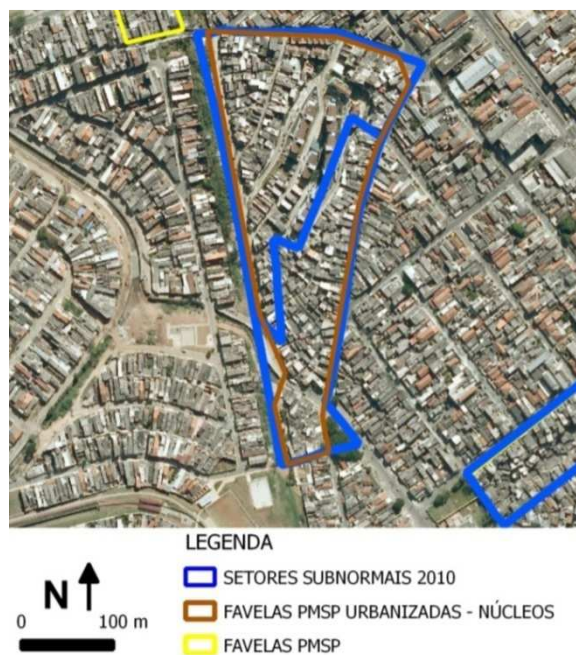 LEGENDA
SETORES SUBNORMAIS 2010
FAVELAS PMSP URBANIZADAS - NÚCLEOS
FAVELAS PMSP
N
0 100 m